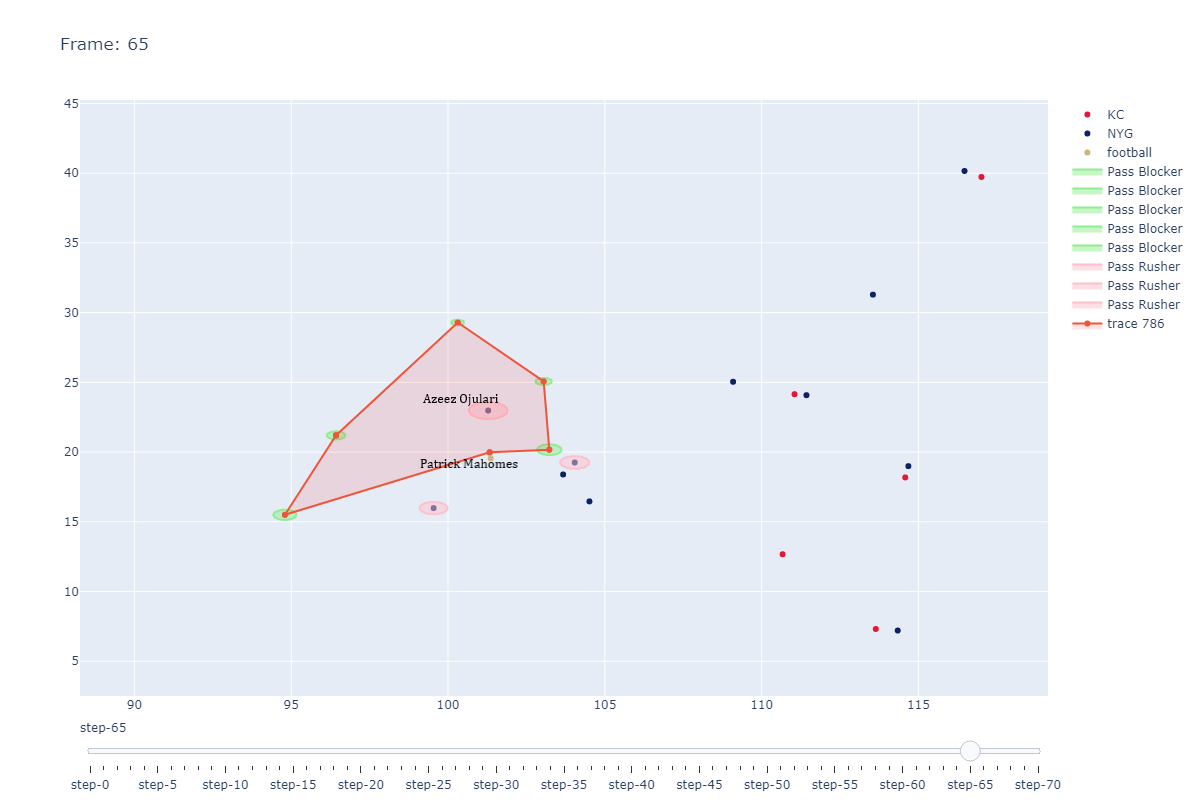 Frame: 65
45
40
35
30
25
20
15
10
5
90 95 100 105 110 115
Azeez Ojulari
Patrick Mahomes
KC
NYG
football
Pass Blocker
Pass Blocker
Pass Blocker
Pass Blocker
Pass Blocker
Pass Rusher
Pass Rusher
Pass Rusher
trace 786
step-65
step-0 step-5 step-10 step-15 step-20 step-25 step-30 step-35 step-40 step-45 step-50 step-55 step-60 step-65 step-70